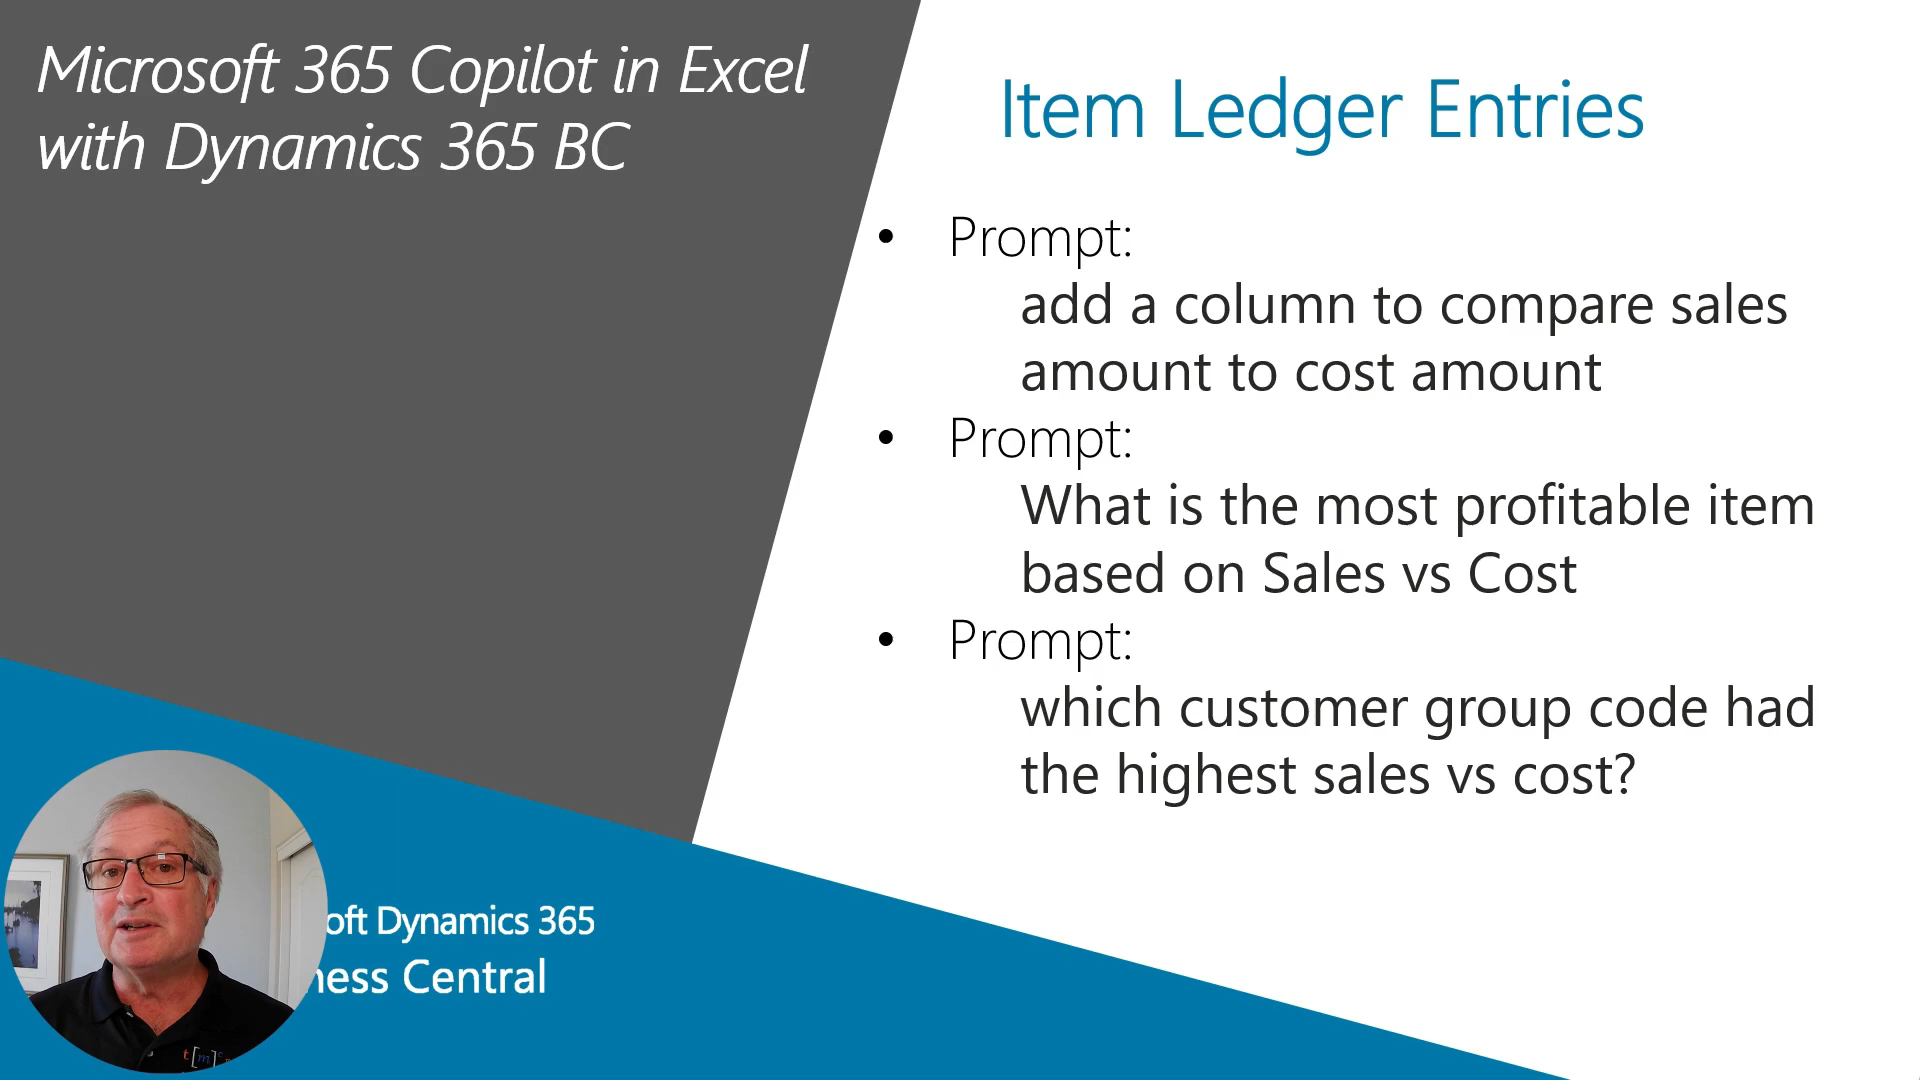 Microsoft 365 Copilot in Excel
with Dynamics 365 BC
Item Ledger Entries
• Prompt:
add a column to compare sales
amount to cost amount
• Prompt:
What is the most profitable item
based on Sales vs Cost
• Prompt:
which customer group code had
the highest sales vs cost?
oft Dynamics 365
ness Central
t[m]c